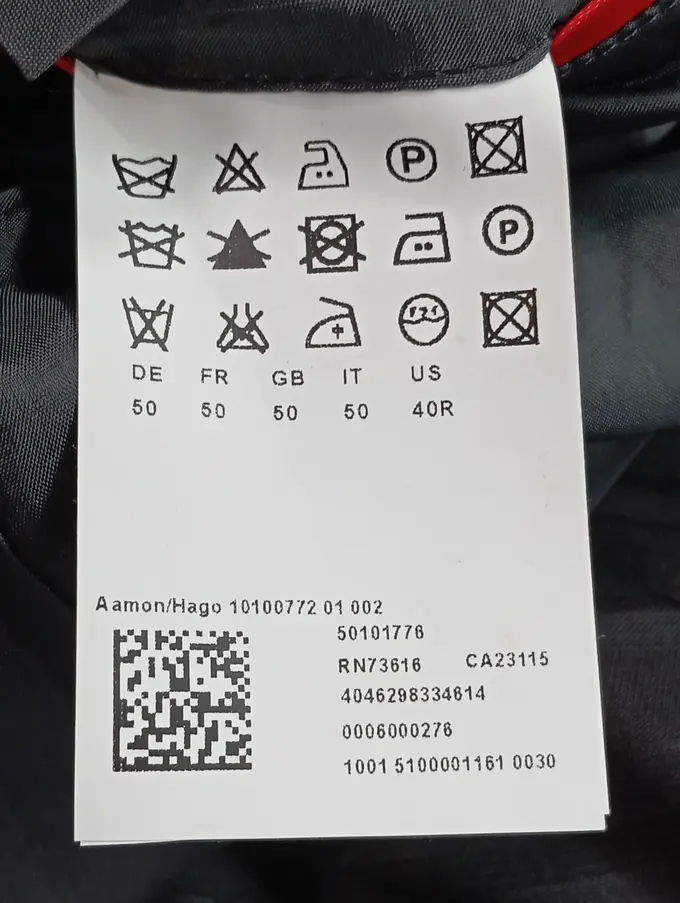 P
P
DE FR GB IT US
50 50 50 50 40R
Aamon/Hago 10100772 01 002
50101776
RN73616 CA23115
4046298334614
0006000276
1001 5100001161 0030